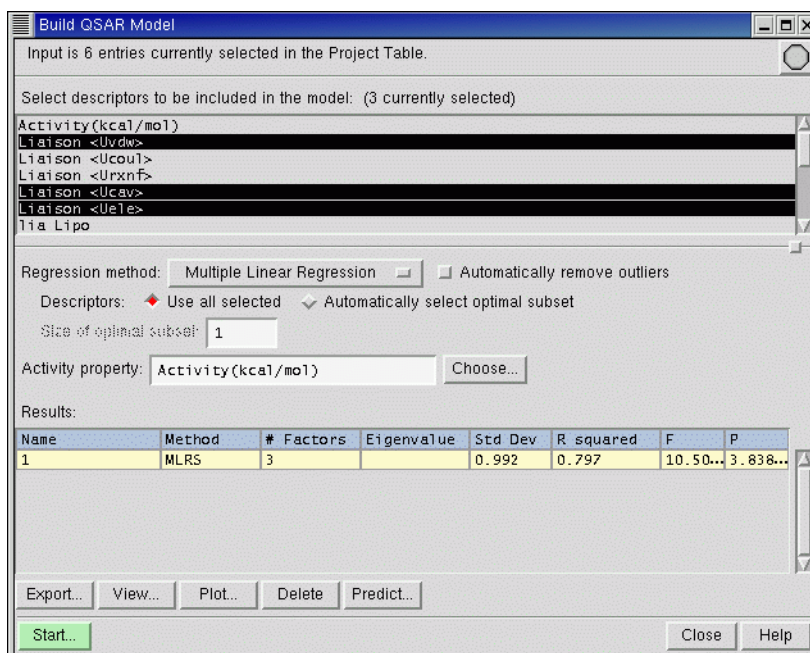 Build QSAR Model
Input is 6 entries currently selected in the Project Table.
Select descriptors to be included in the model: (3 currently selected)
Activity(kcal/mol)
Liaison <Uvdw>
Liaison <Ucoul>
Liaison <Urxnf>
Liaison <Ucav>
Liaison <Uele>
lia Lipo
Regression method: Multiple Linear Regression Automatically remove outliers
Descriptors: Use all selected Automatically select optimal subset
Size of optimal subset: 1
Activity property: Activity(kcal/mol) Choose...
Results:
Name Method # Factors Eigenvalue Std Dev R squared F P
1 MLRS 3 0.992 0.797 10.50... 3.838...
Export... View... Plot... Delete Predict...
Start... Close Help